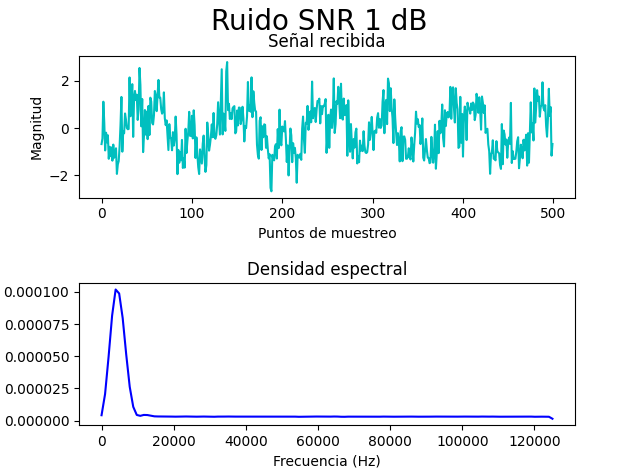 Ruido SNR 1 dB
Señal recibida
Magnitud
2
0
−2
0 100 200 300 400 500
Puntos de muestreo
Densidad espectral
0.000100
0.000075
0.000050
0.000025
0.000000
0 20000 40000 60000 80000 100000 120000
Frecuencia (Hz)